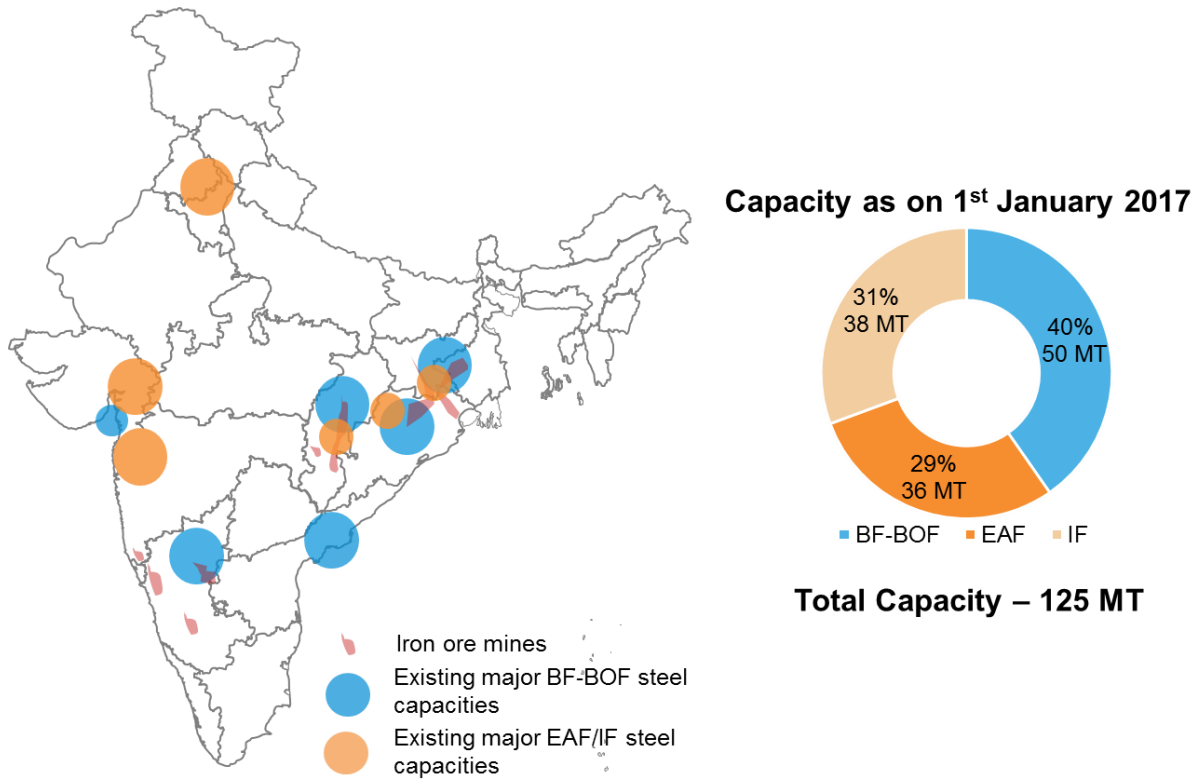 Capacity as on 1st January 2017
31%
38 MT
40%
50 MT
29%
36 MT
BF-BOF EAF IF
Total Capacity – 125 MT
Iron ore mines
Existing major BF-BOF steel
capacities
Existing major EAF/IF steel
capacities